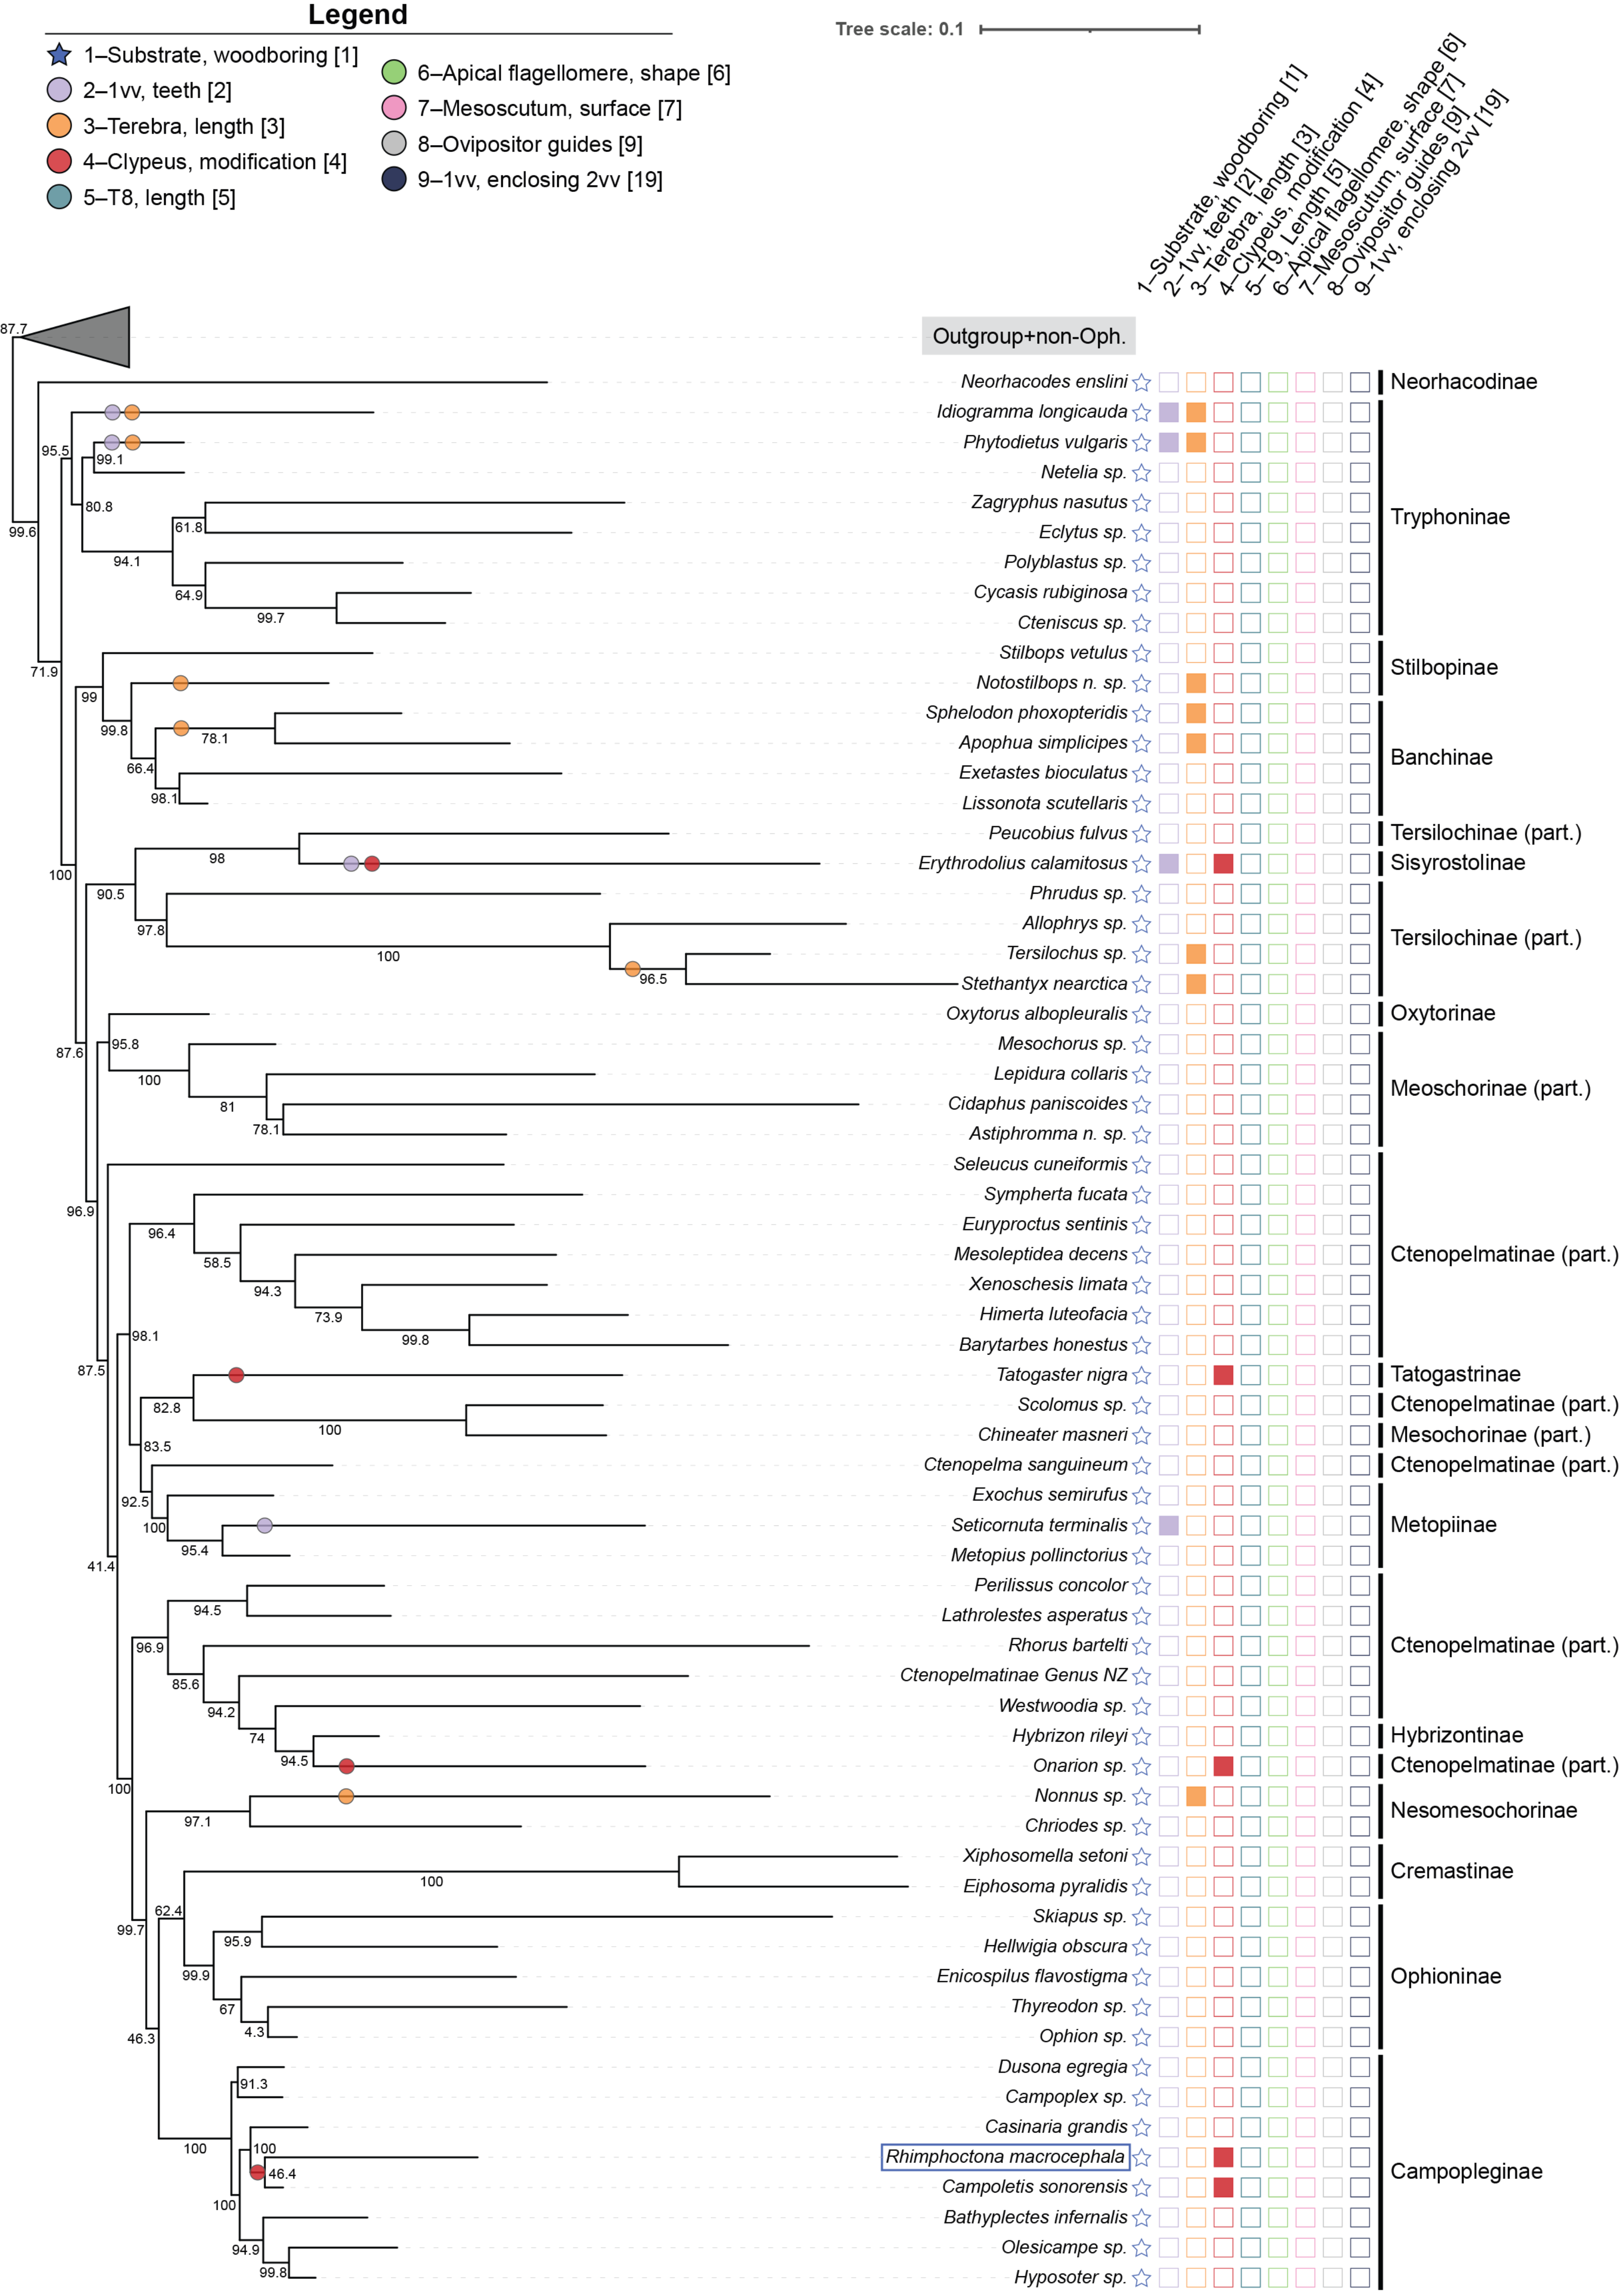 Legend
1–Substrate, woodboring [1]
2–1vv, teeth [2]
3–Terebra, length [3]
4–Clypeus, modification [4]
5–T8, length [5]
6–Apical flagellomere, shape [6]
7–Mesoscutum, surface [7]
8–Ovipositor guides [9]
9–1vv, enclosing 2vv [19]
Tree scale: 0.1
1–Substrate, woodboring [1]
2–1vv, teeth [2]
3–Terebra, length [3]
4–Clypeus, modification [4]
5–T9, Length [5]
6–Apical flagellomere, shape [6]
7–Mesoscutum, surface [7]
8–Ovipositor guides [9]
9–1vv, enclosing 2vv [19]
87.7
Outgroup+non-Oph.
Neorhacodes enslini
Neorhacodinae
Idiogramma longicauda
95.5
Phytodietus vulgaris
99.1
Netelia sp.
80.8
Zagryphus nasutus
Tryphoninae
61.8
99.6
Eclytus sp.
94.1
Polyblastus sp.
64.9
Cycasis rubiginosa
99.7
Cteniscus sp.
Stilbops vetulus
71.9
Stilbopinae
99
Notostilbops n. sp.
Sphelodon phoxopteridis
99.8
78.1
Apophua simplicipes
Banchinae
66.4
Exetastes bioculatus
98.1
Lissonota scutellaris
Peucobius fulvus
Tersilochinae (part.)
98
Erythrodolius calamitosus
Sisyrostolinae
100
90.5
Phrudus sp.
Allophrys sp.
97.8
Tersilochinae (part.)
100
Tersilochus sp.
96.5
Stethantyx nearctica
Oxytorus albopleuralis
Oxytorinae
95.8
Mesochorus sp.
87.6
100
Lepidura collaris
Meoschorinae (part.)
81
Cidaphus paniscoides
78.1
Astiphromma n. sp.
Seleucus cuneiformis
Sympherta fucata
96.9
96.4
Euryproctus sentinis
58.5
Mesoleptidea decens
Ctenopelmatinae (part.)
94.3
Xenoschesis limata
73.9
Himerta luteofacia
98.1
99.8
Barytarbes honestus
87.5
Tatogaster nigra
Tatogastrinae
82.8
Scolomus sp.
Ctenopelmatinae (part.)
100
Chineater masneri
Mesochorinae (part.)
83.5
Ctenopelma sanguineum
Ctenopelmatinae (part.)
92.5
Exochus semirufus
100
Seticornuta terminalis
Metopiinae
95.4
Metopius pollinctorius
41.4
Perilissus concolor
94.5
Lathrolestes asperatus
96.9
Rhorus bartelti
Ctenopelmatinae (part.)
85.6
Ctenopelmatinae Genus NZ
94.2
Westwoodia sp.
74
Hybrizon rileyi
Hybrizontinae
94.5
Onarion sp.
Ctenopelmatinae (part.)
100
Nonnus sp.
Nesomesochorinae
97.1
Chriodes sp.
Xiphosomella setoni
Cremastinae
100
Eiphosoma pyralidis
62.4
Skiapus sp.
99.7
95.9
Hellwigia obscura
99.9
Enicospilus flavostigma
Ophioninae
67
Thyreodon sp.
4.3
46.3
Ophion sp.
Dusona egregia
91.3
Campoplex sp.
Casinaria grandis
100
100
Rhimphoctona macrocephala
46.4
Campopleginae
Campoletis sonorensis
100
Bathyplectes infernalis
94.9
Olesicampe sp.
99.8
Hyposoter sp.